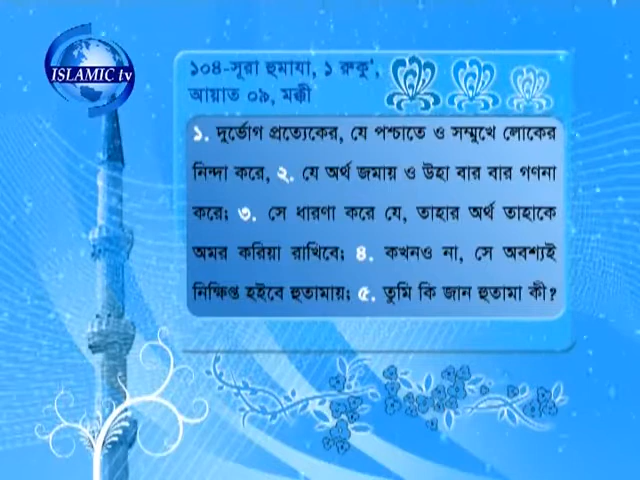 ISLAMIC tv
১০৪-সূরা হুমাযা, ১ রুকু',
আয়াত ০৯, মক্কী
১. দুর্ভোগ প্রত্যেকের, যে পশ্চাতে ও সম্মুখে লোকের
নিন্দা করে, ২. যে অর্থ জমায় ও উহা বার বার গণনা
করে; ৩. সে ধারণা করে যে, তাহার অর্থ তাহাকে
অমর করিয়া রাখিবে; ৪. কখনও না, সে অবশ্যই
নিক্ষিপ্ত হইবে হুতামায়; ৫. তুমি কি জান হুতামা কী?